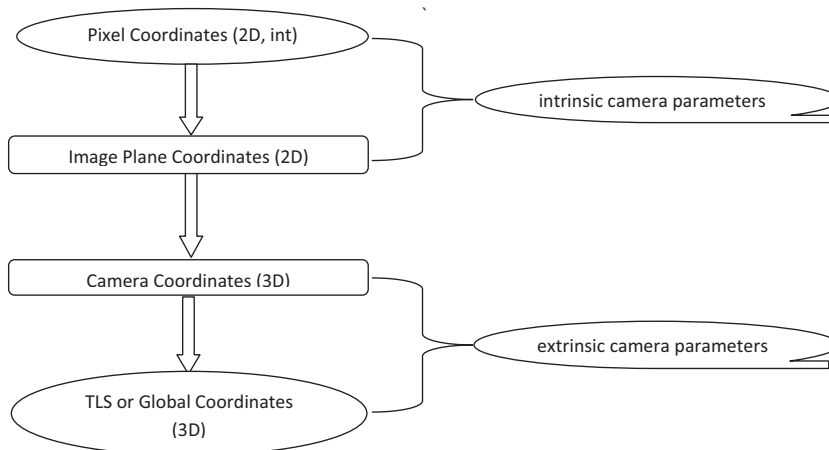 `
Pixel Coordinates (2D, int)
intrinsic camera parameters
Image Plane Coordinates (2D)
Camera Coordinates (3D)
extrinsic camera parameters
TLS or Global Coordinates
(3D)